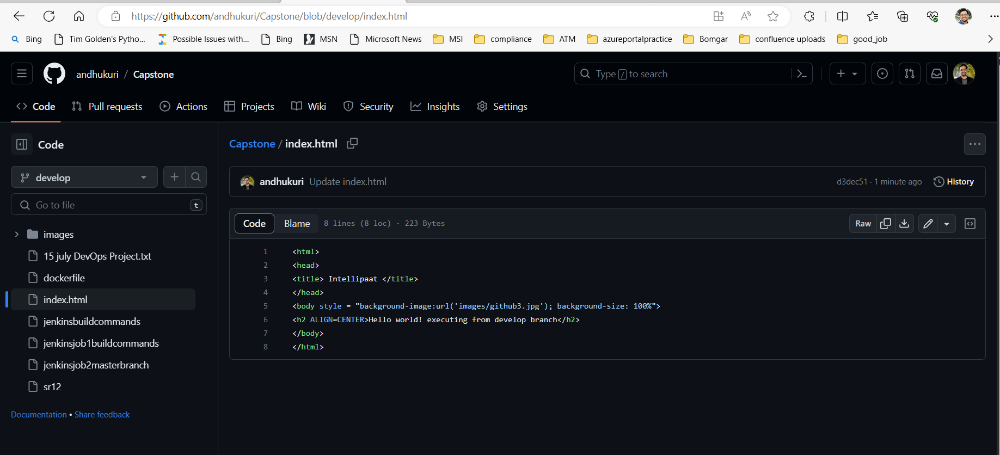 https://github.com/andhukuri/Capstone/blob/develop/index.html
Bing Tim Golden's Pytho... Possible Issues with... Bing MSN Microsoft News MSI compliance ATM azureportalpractice Bomgar confluence uploads good_job
andhukuri / Capstone Type / to search
Code Pull requests Actions Projects Wiki Security Insights Settings
Code
develop
Go to file t
images
15 july DevOps Project.txt
dockerfile
index.html
jenkinsbuildcommands
jenkinsjob1buildcommands
jenkinsjob2masterbranch
sr12
Documentation • Share feedback
Capstone / index.html
andhukuri Update index.html d3dec51 · 1 minute ago History
Code Blame 8 lines (8 loc) · 223 Bytes Raw
1 <html>
2 <head>
3 <title> Intellipaat </title>
4 </head>
5 <body style = "background-image:url('images/github3.jpg'); background-size: 100%">
6 <h2 ALIGN=CENTER>Hello world! executing from develop branch</h2>
7 </body>
8 </html>